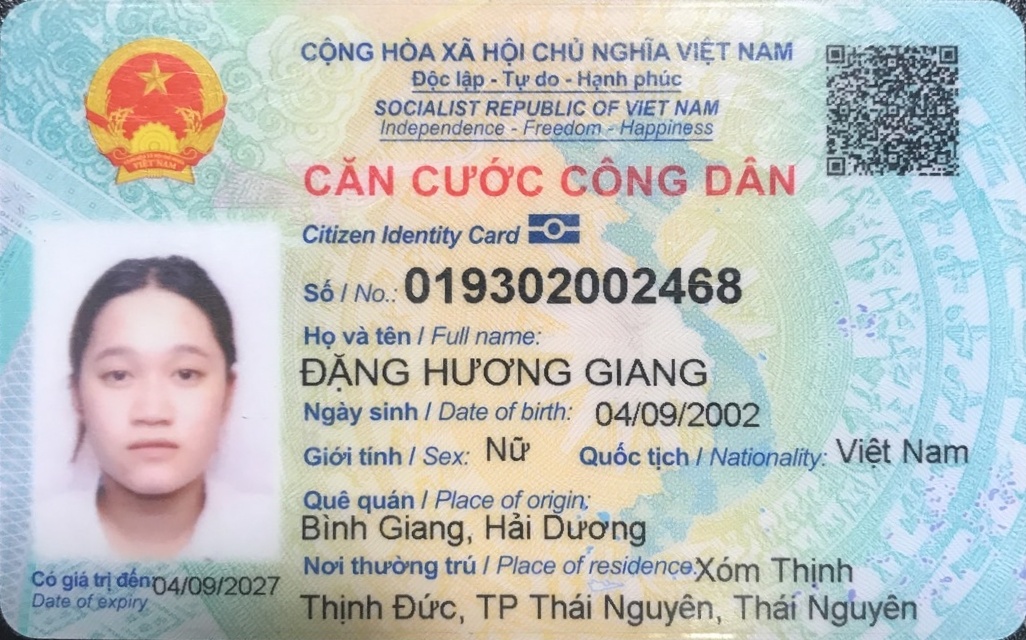 CỘNG HÒA XÃ HỘI CHỦ NGHĨA VIỆT NAM
Độc lập - Tự do - Hạnh phúc
SOCIALIST REPUBLIC OF VIET NAM
Independence - Freedom - Happiness
CĂN CƯỚC CÔNG DÂN
Citizen Identity Card
Số / No.: 019302002468
Họ và tên / Full name:
ĐẶNG HƯƠNG GIANG
Ngày sinh / Date of birth: 04/09/2002
Giới tính / Sex: Nữ Quốc tịch / Nationality: Việt Nam
Quê quán / Place of origin:
Bình Giang, Hải Dương
Nơi thường trú / Place of residence: Xóm Thịnh
Thịnh Đức, TP Thái Nguyên, Thái Nguyên
Có giá trị đến: 04/09/2027
Date of expiry
VIỆT NAM